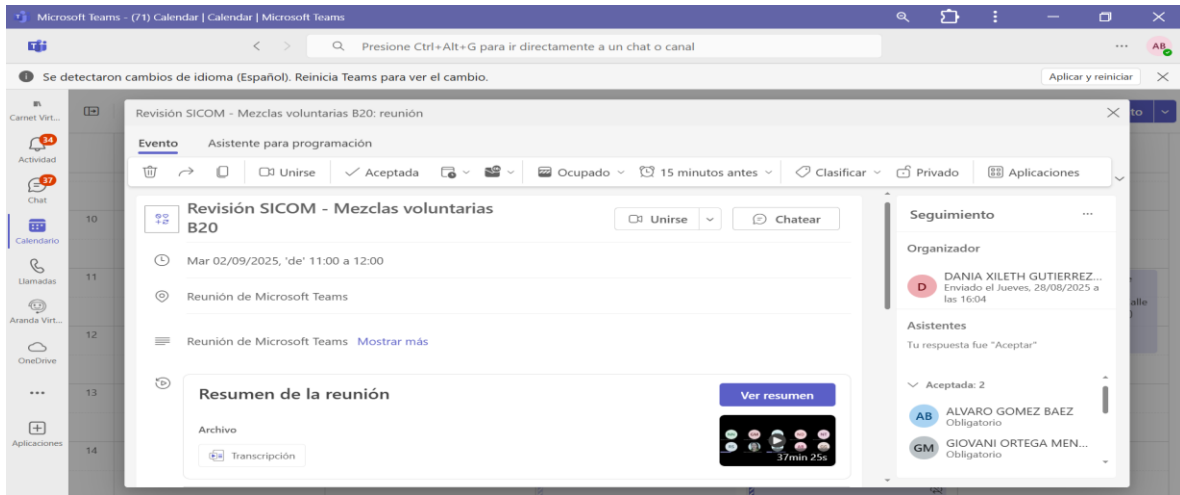 Microsoft Teams - (71) Calendar | Calendar | Microsoft Teams
Presione Ctrl+Alt+G para ir directamente a un chat o canal
AB
Se detectaron cambios de idioma (Español). Reinicia Teams para ver el cambio.
Aplicar y reiniciar
Carnet Virt...
34
Actividad
37
Chat
Calendario
Llamadas
Aranda Virt...
OneDrive
Aplicaciones
10
11
12
13
14
Revisión SICOM - Mezclas voluntarias B20: reunión
Evento
Asistente para programación
Unirse
Aceptada
Ocupado
15 minutos antes
Clasificar
Privado
Aplicaciones
Revisión SICOM - Mezclas voluntarias
B20
Unirse
Chatear
Mar 02/09/2025, 'de' 11:00 a 12:00
Reunión de Microsoft Teams
Reunión de Microsoft Teams Mostrar más
Resumen de la reunión
Ver resumen
Archivo
Transcripción
37min 25s
Seguimiento
Organizador
D
DANIA XILETH GUTIERREZ...
Enviado el Jueves, 28/08/2025 a
las 16:04
Asistentes
Tu respuesta fue "Aceptar"
Aceptada: 2
AB
ALVARO GOMEZ BAEZ
Obligatorio
GM
GIOVANI ORTEGA MEN...
Obligatorio
to
alle